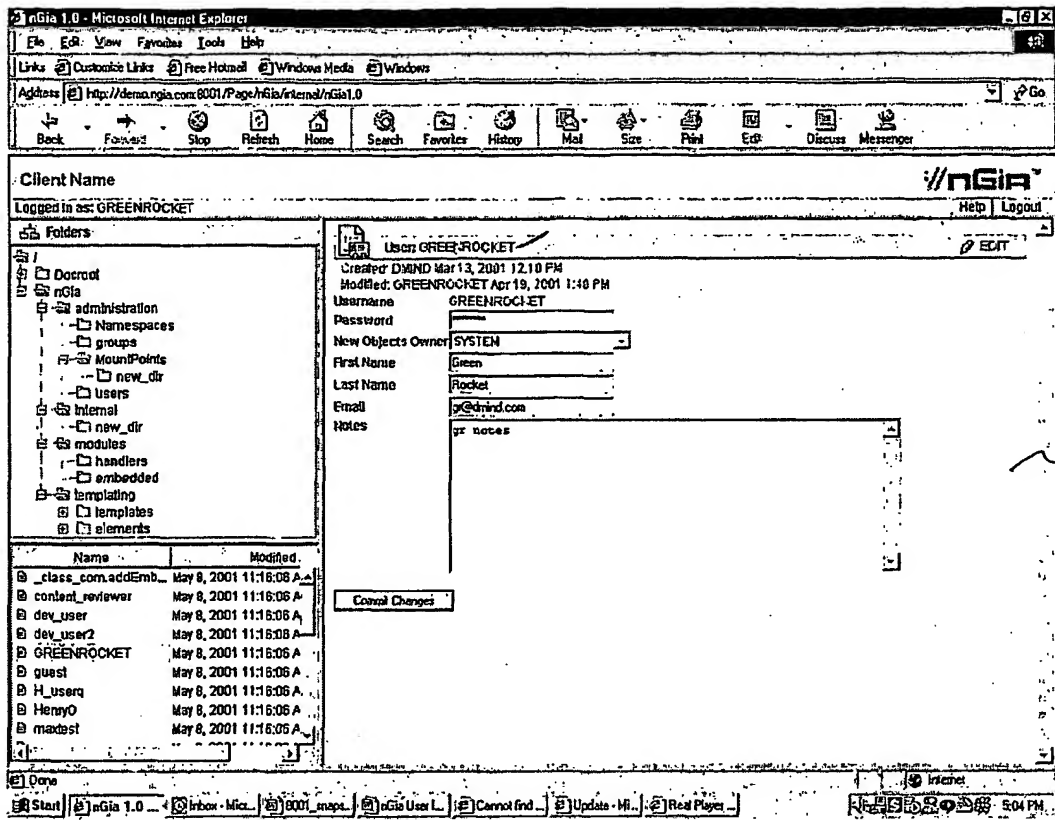 nGia 1.0 - Microsoft Internet Explorer
File Edit View Favorites Tools Help
Links Customize Links Free Hotmail Windows Media Windows
Address http://demo.ngia.com:8001/Page/nGia/internal/nGia1.0 Go
Back Forward Stop Refresh Home Search Favorites History Mail Size Print Edit Discuss Messenger
Client Name
://nGia
Logged in as: GREENROCKET
Help | Logout
Folders
/
Docroot
nGia
administration
Namespaces
groups
MountPoints
new_dir
users
internal
new_dir
modules
handlers
embedded
templating
templates
elements
Name Modified
_class_com.addEmb... May 8, 2001 11:16:06 A
content_reviewer May 8, 2001 11:16:06 A
dev_user May 8, 2001 11:16:06 A
dev_user2 May 8, 2001 11:16:06 A
GREENROCKET May 8, 2001 11:16:06 A
guest May 8, 2001 11:16:06 A
H_userq May 8, 2001 11:16:06 A
HenryO May 8, 2001 11:16:06 A
maxtest May 8, 2001 11:16:06 A
User: GREENROCKET
EDIT
Created: DMIND Mar 13, 2001 12:10 PM
Modified: GREENROCKET Apr 19, 2001 1:48 PM
Username GREENROCKET
Password
New Objects Owner SYSTEM
First Name Green
Last Name Rocket
Email gr@dmind.com
Notes gr notes
Commit Changes
Done
Internet
Start nGia 1.0 ... Inbox - Micr... 8001_snaps... nGia User I... Cannot find ... Update - Mi... Real Player ... 5:04 PM